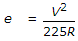 e = V²/225R